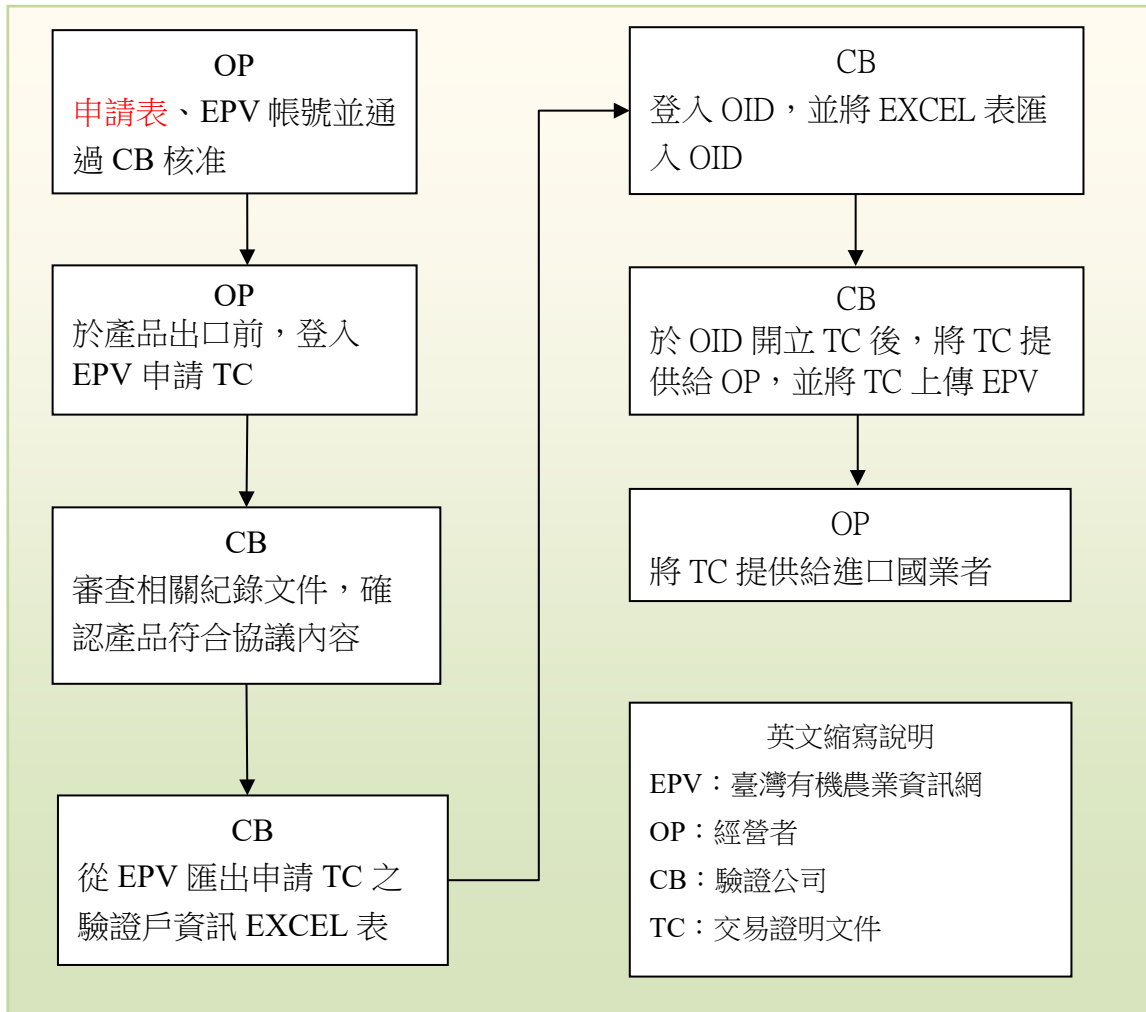 OP
申請表、EPV 帳號並通
過 CB 核准
OP
於產品出口前，登入
EPV 申請 TC
CB
審查相關紀錄文件，確
認產品符合協議內容
CB
從 EPV 匯出申請 TC 之
驗證戶資訊 EXCEL 表
CB
登入 OID，並將 EXCEL 表匯
入 OID
CB
於 OID 開立 TC 後，將 TC 提
供給 OP，並將 TC 上傳 EPV
OP
將 TC 提供給進口國業者
英文縮寫說明
EPV：臺灣有機農業資訊網
OP：經營者
CB：驗證公司
TC：交易證明文件